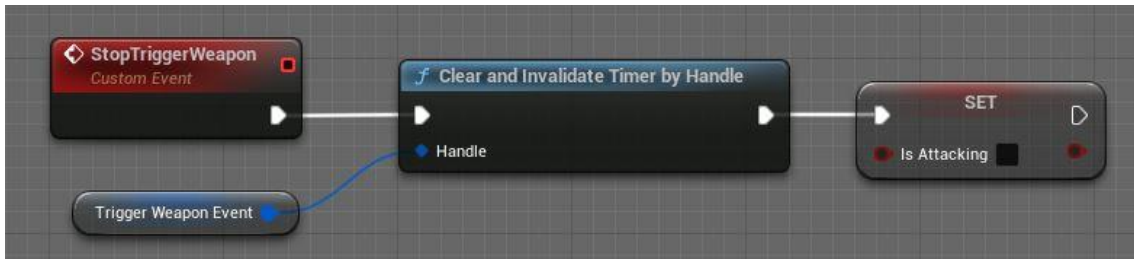 StopTriggerWeapon
Custom Event
f Clear and Invalidate Timer by Handle
Handle
Trigger Weapon Event
SET
Is Attacking